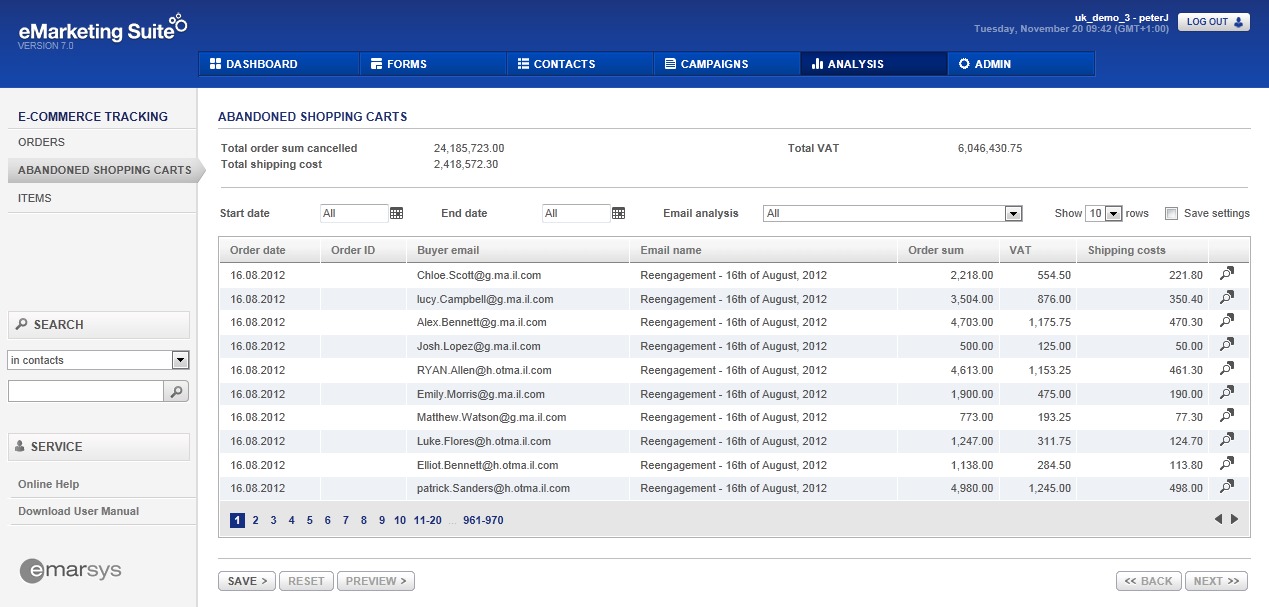 eMarketing Suite
VERSION 7.0
uk_demo_3 - peterJ
Tuesday, November 20 09:42 (GMT+1:00)
LOG OUT
DASHBOARD FORMS CONTACTS CAMPAIGNS ANALYSIS ADMIN
E-COMMERCE TRACKING
ORDERS
ABANDONED SHOPPING CARTS
ITEMS
SEARCH
in contacts
SERVICE
Online Help
Download User Manual
emarsys
ABANDONED SHOPPING CARTS
Total order sum cancelled 24,185,723.00 Total VAT 6,046,430.75
Total shipping cost 2,418,572.30
Start date All End date All Email analysis All Show 10 rows Save settings
Order date Order ID Buyer email Email name Order sum VAT Shipping costs
16.08.2012 Chloe.Scott@g.ma.il.com Reengagement - 16th of August, 2012 2,218.00 554.50 221.80
16.08.2012 lucy.Campbell@g.ma.il.com Reengagement - 16th of August, 2012 3,504.00 876.00 350.40
16.08.2012 Alex.Bennett@g.ma.il.com Reengagement - 16th of August, 2012 4,703.00 1,175.75 470.30
16.08.2012 Josh.Lopez@g.ma.il.com Reengagement - 16th of August, 2012 500.00 125.00 50.00
16.08.2012 RYAN.Allen@h.otma.il.com Reengagement - 16th of August, 2012 4,613.00 1,153.25 461.30
16.08.2012 Emily.Morris@g.ma.il.com Reengagement - 16th of August, 2012 1,900.00 475.00 190.00
16.08.2012 Matthew.Watson@g.ma.il.com Reengagement - 16th of August, 2012 773.00 193.25 77.30
16.08.2012 Luke.Flores@h.otma.il.com Reengagement - 16th of August, 2012 1,247.00 311.75 124.70
16.08.2012 Elliot.Bennett@h.otma.il.com Reengagement - 16th of August, 2012 1,138.00 284.50 113.80
16.08.2012 patrick.Sanders@h.otma.il.com Reengagement - 16th of August, 2012 4,980.00 1,245.00 498.00
1 2 3 4 5 6 7 8 9 10 11-20 ... 961-970
SAVE > RESET PREVIEW > << BACK NEXT >>